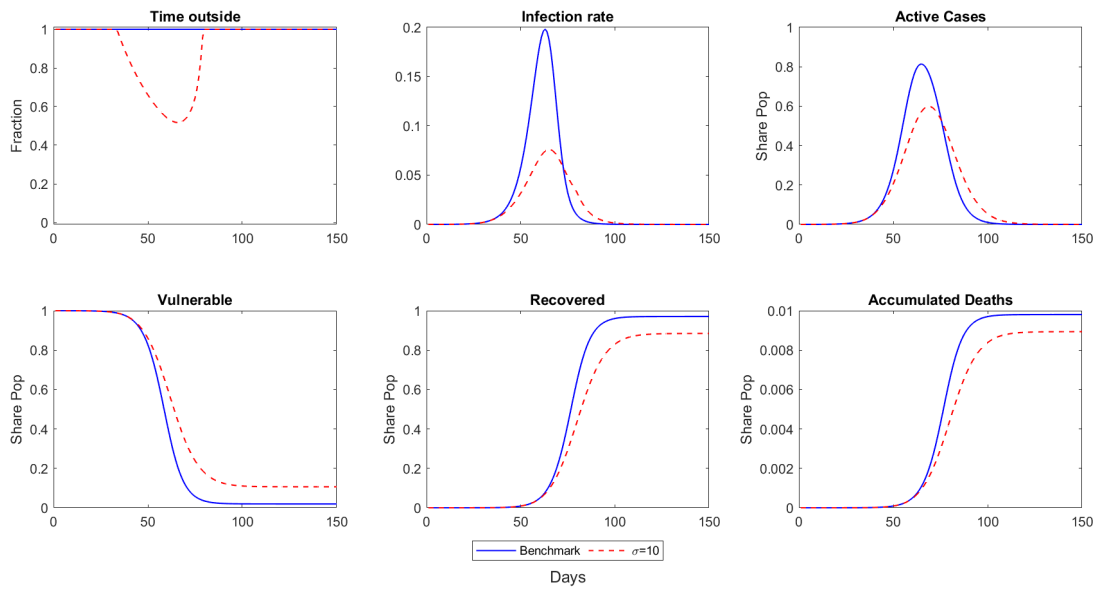 Time outside
Infection rate
Active Cases
Fraction
1
0.8
0.6
0.4
0.2
0
0 50 100 150
0.2
0.15
0.1
0.05
0
0 50 100 150
Share Pop
1
0.8
0.6
0.4
0.2
0
0 50 100 150
Vulnerable
Recovered
Accumulated Deaths
Share Pop
1
0.8
0.6
0.4
0.2
0
0 50 100 150
Share Pop
1
0.8
0.6
0.4
0.2
0
0 50 100 150
Share Pop
0.01
0.008
0.006
0.004
0.002
0
0 50 100 150
Benchmark σ=10
Days